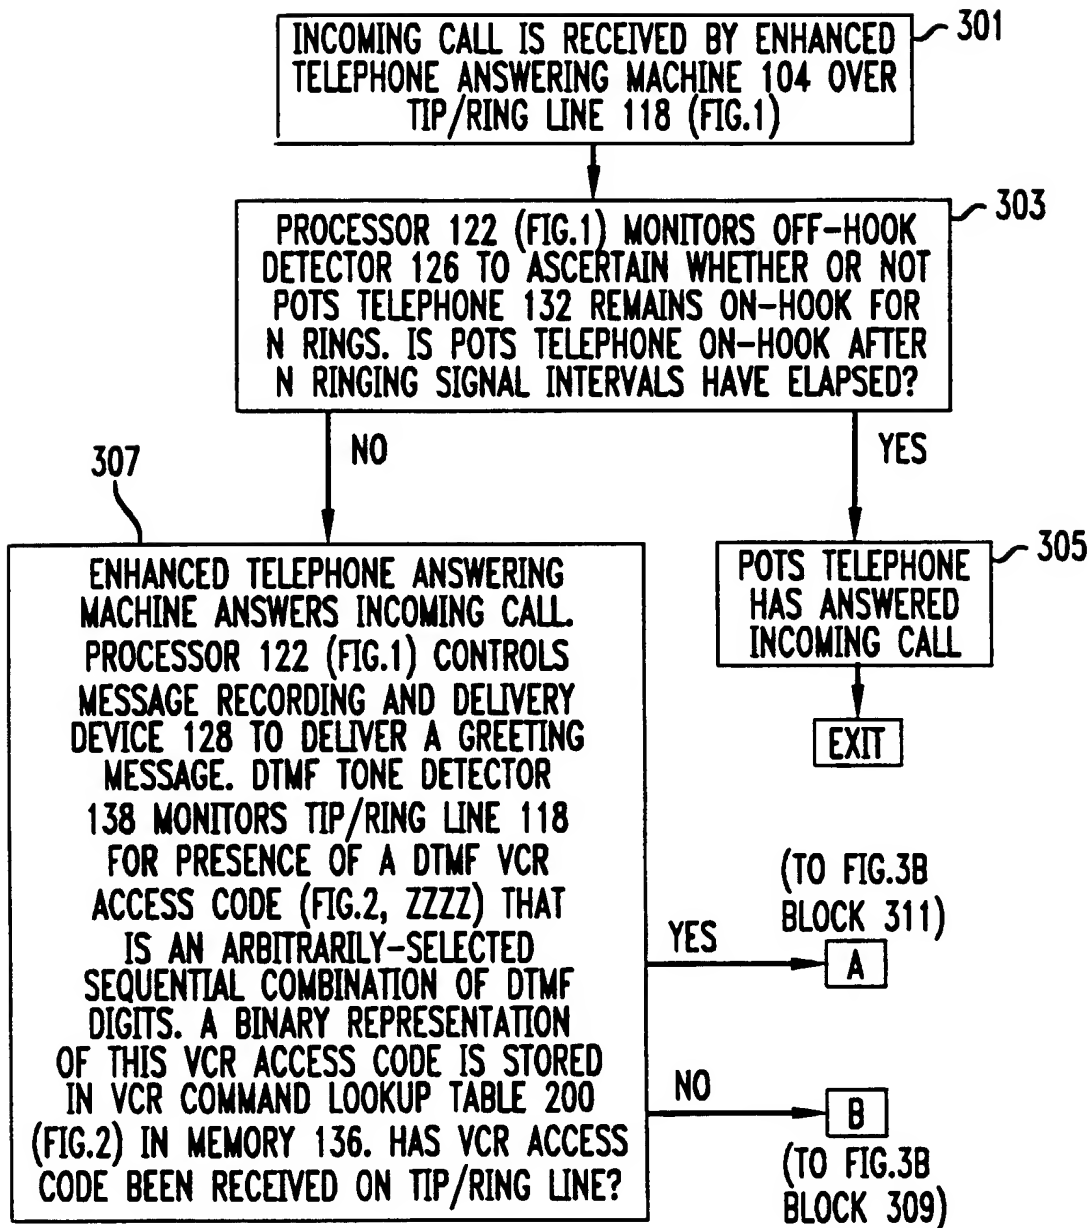 INCOMING CALL IS RECEIVED BY ENHANCED
TELEPHONE ANSWERING MACHINE 104 OVER
TIP/RING LINE 118 (FIG.1)
301
PROCESSOR 122 (FIG.1) MONITORS OFF-HOOK
DETECTOR 126 TO ASCERTAIN WHETHER OR NOT
POTS TELEPHONE 132 REMAINS ON-HOOK FOR
N RINGS. IS POTS TELEPHONE ON-HOOK AFTER
N RINGING SIGNAL INTERVALS HAVE ELAPSED?
303
NO
YES
307
ENHANCED TELEPHONE ANSWERING
MACHINE ANSWERS INCOMING CALL.
PROCESSOR 122 (FIG.1) CONTROLS
MESSAGE RECORDING AND DELIVERY
DEVICE 128 TO DELIVER A GREETING
MESSAGE. DTMF TONE DETECTOR
138 MONITORS TIP/RING LINE 118
FOR PRESENCE OF A DTMF VCR
ACCESS CODE (FIG.2, ZZZZ) THAT
IS AN ARBITRARILY-SELECTED
SEQUENTIAL COMBINATION OF DTMF
DIGITS. A BINARY REPRESENTATION
OF THIS VCR ACCESS CODE IS STORED
IN VCR COMMAND LOOKUP TABLE 200
(FIG.2) IN MEMORY 136. HAS VCR ACCESS
CODE BEEN RECEIVED ON TIP/RING LINE?
POTS TELEPHONE
HAS ANSWERED
INCOMING CALL
305
EXIT
(TO FIG.3B
BLOCK 311)
YES
A
NO
B
(TO FIG.3B
BLOCK 309)